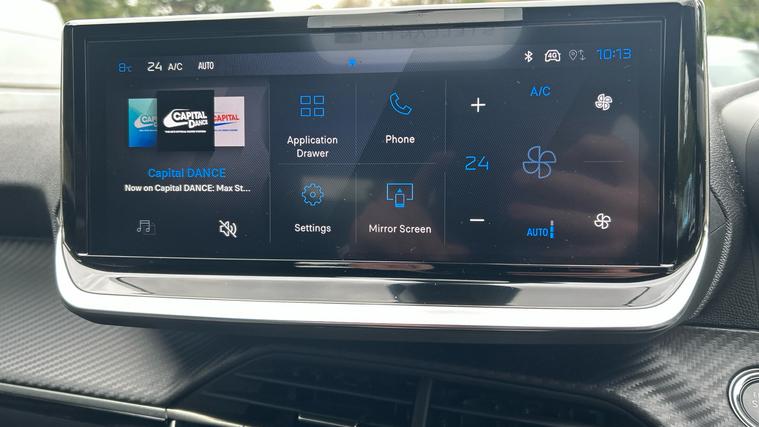 24 A/C AUTO
4G
10:13
CAPITAL
DANCE
CAPITAL
Capital DANCE
Now on Capital DANCE: Max St...
Application
Drawer
Phone
Settings
Mirror Screen
A/C
24
AUTO